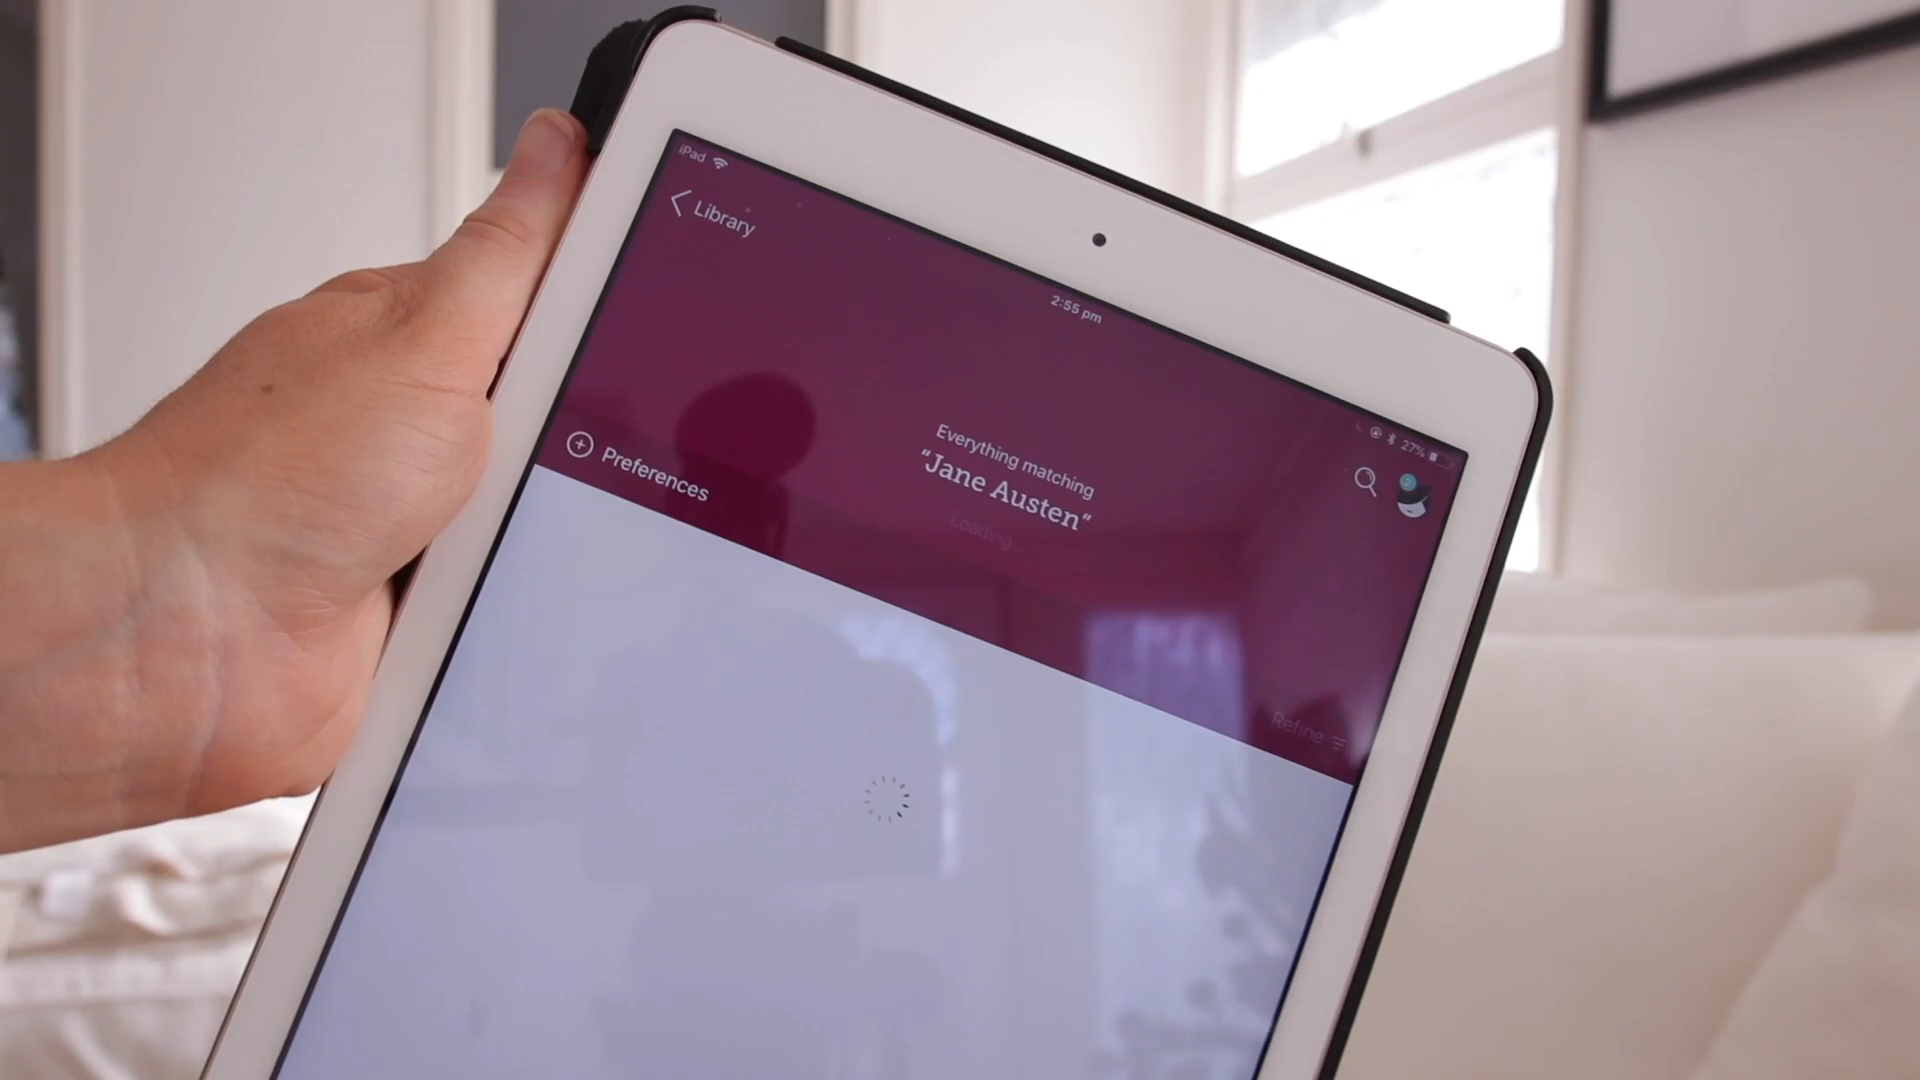 iPad
Library
2:55 pm
27%
Everything matching
“Jane Austen”
Loading...
Preferences
Refine